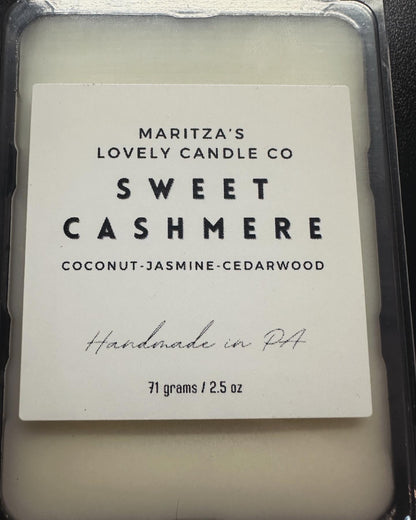 MARITZA'S
LOVELY CANDLE CO
SWEET
CASHMERE
COCONUT-JASMINE-CEDARWOOD
Handmade in PA
71 grams / 2.5 oz